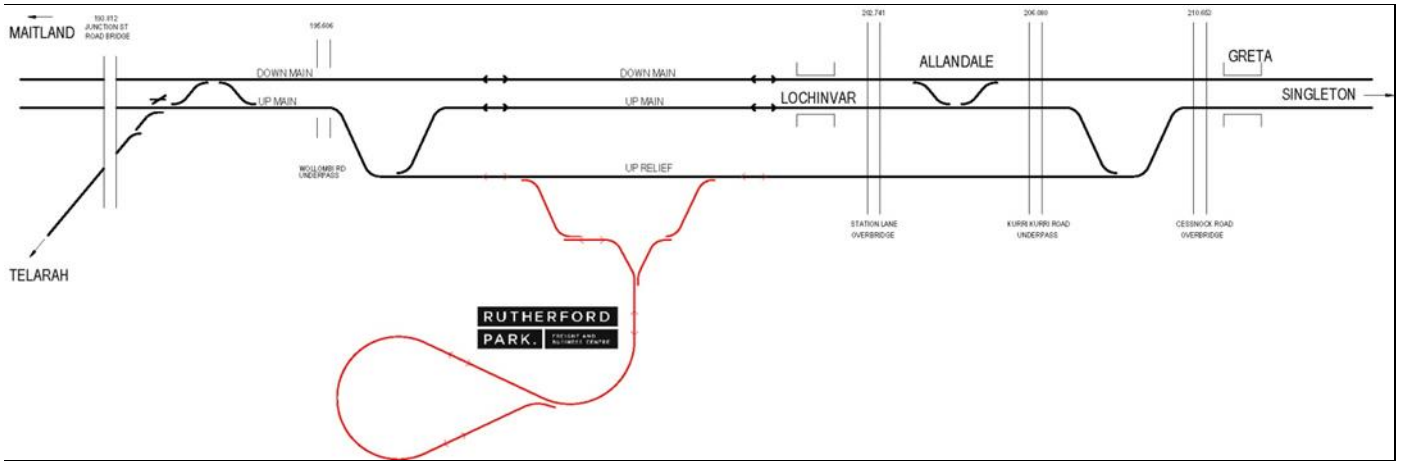 MAITLAND
193.912
JUNCTION ST
ROAD BRIDGE
195.606
202.741
206.080
210.652
DOWN MAIN
DOWN MAIN
ALLANDALE
GRETA
UP MAIN
UP MAIN
LOCHINVAR
SINGLETON
WOLLOMBI RD
UNDERPASS
UP RELIEF
STATION LANE
OVERBRIDGE
KURRI KURRI ROAD
UNDERPASS
CESSNOCK ROAD
OVERBRIDGE
TELARAH
RUTHERFORD
PARK.
FREIGHT AND
BUSINESS CENTRE